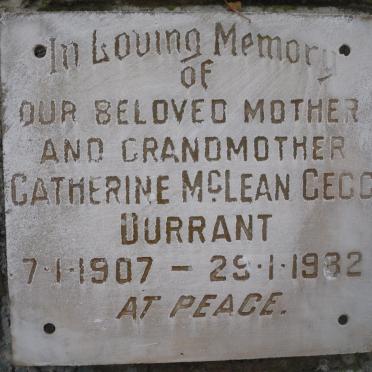 In Loving Memory
of
OUR BELOVED MOTHER
AND GRANDMOTHER
CATHERINE McLEAN CECC
DURRANT
7·1·1907 — 29·1·1982
AT PEACE.